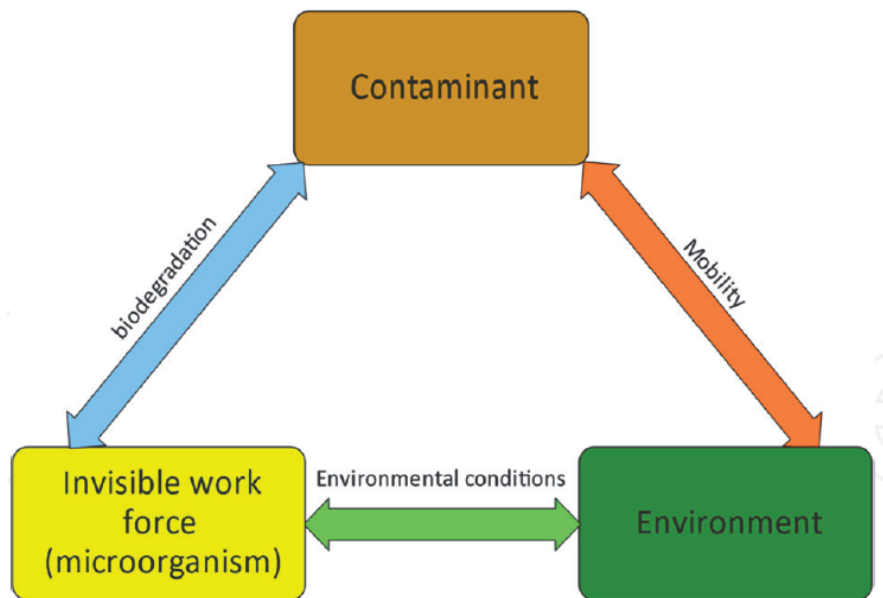 Contaminant
biodegradation
Mobility
Invisible work
force
(microorganism)
Environmental conditions
Environment